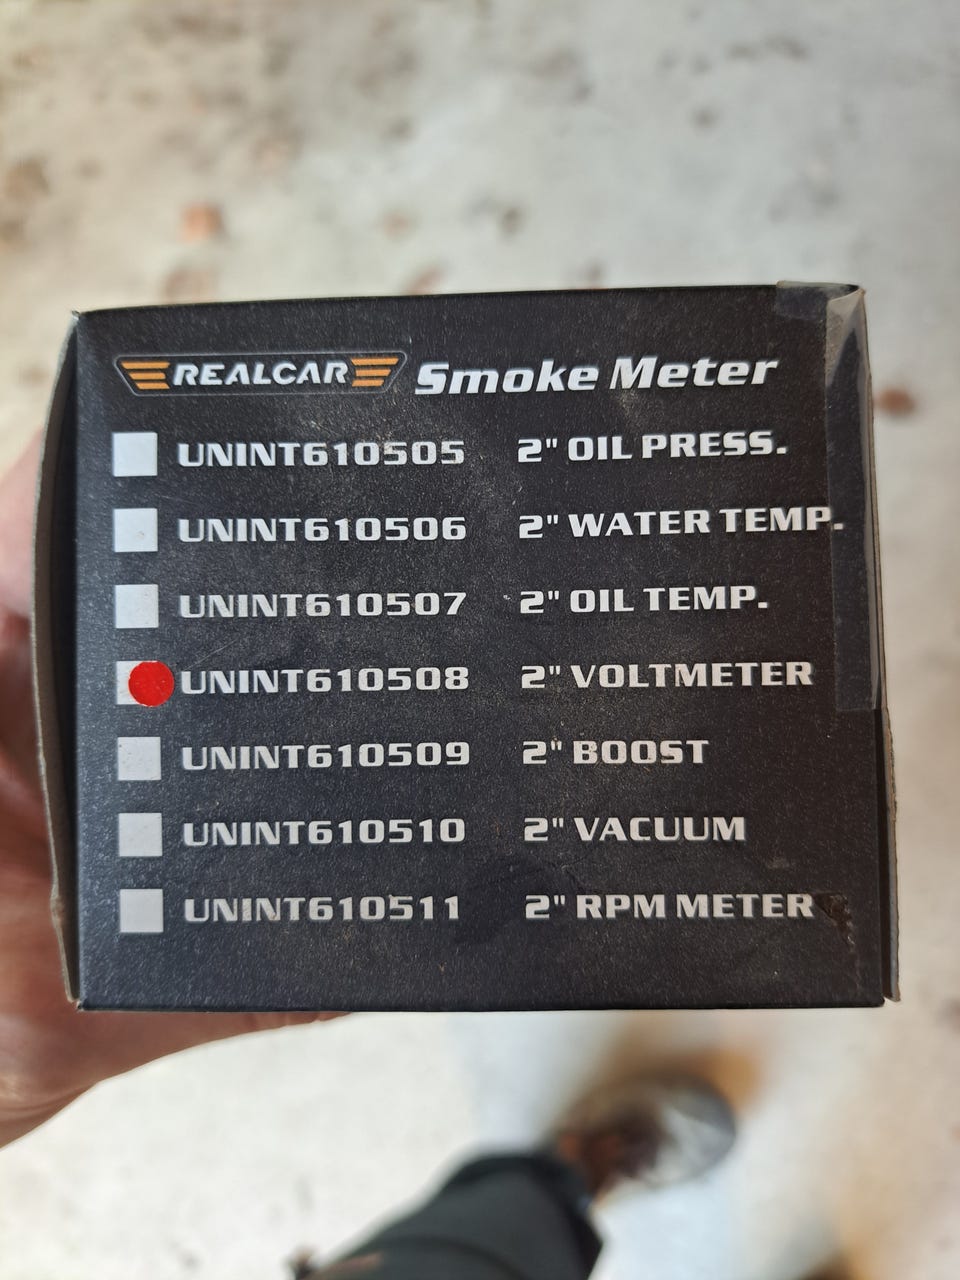 REALCAR Smoke Meter
UNINT610505 2" OIL PRESS.
UNINT610506 2" WATER TEMP.
UNINT610507 2" OIL TEMP.
UNINT610508 2" VOLTMETER
UNINT610509 2" BOOST
UNINT610510 2" VACUUM
UNINT610511 2" RPM METER